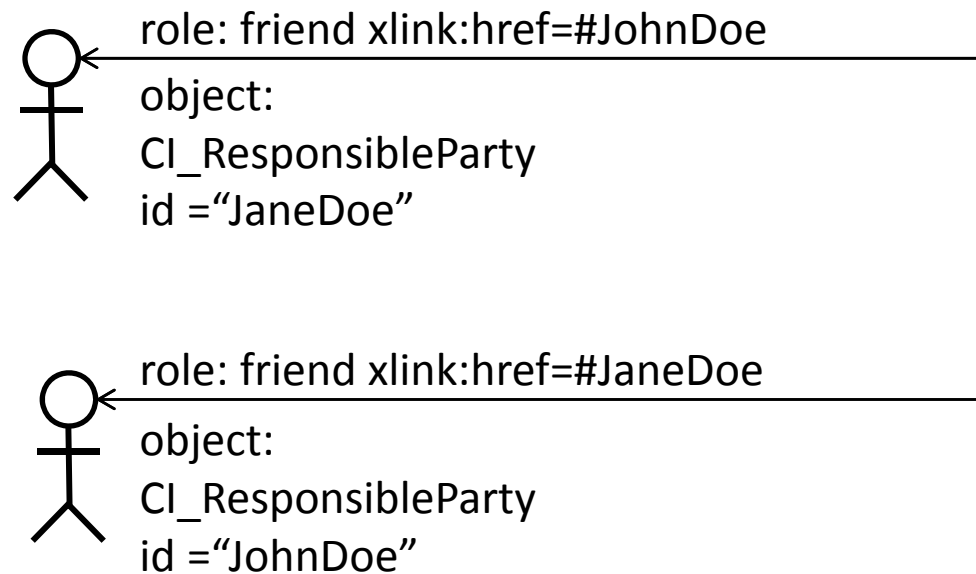 role: friend xlink:href=#JohnDoe
object:
CI_ResponsibleParty
id =“JaneDoe”
role: friend xlink:href=#JaneDoe
object:
CI_ResponsibleParty
id =“JohnDoe”